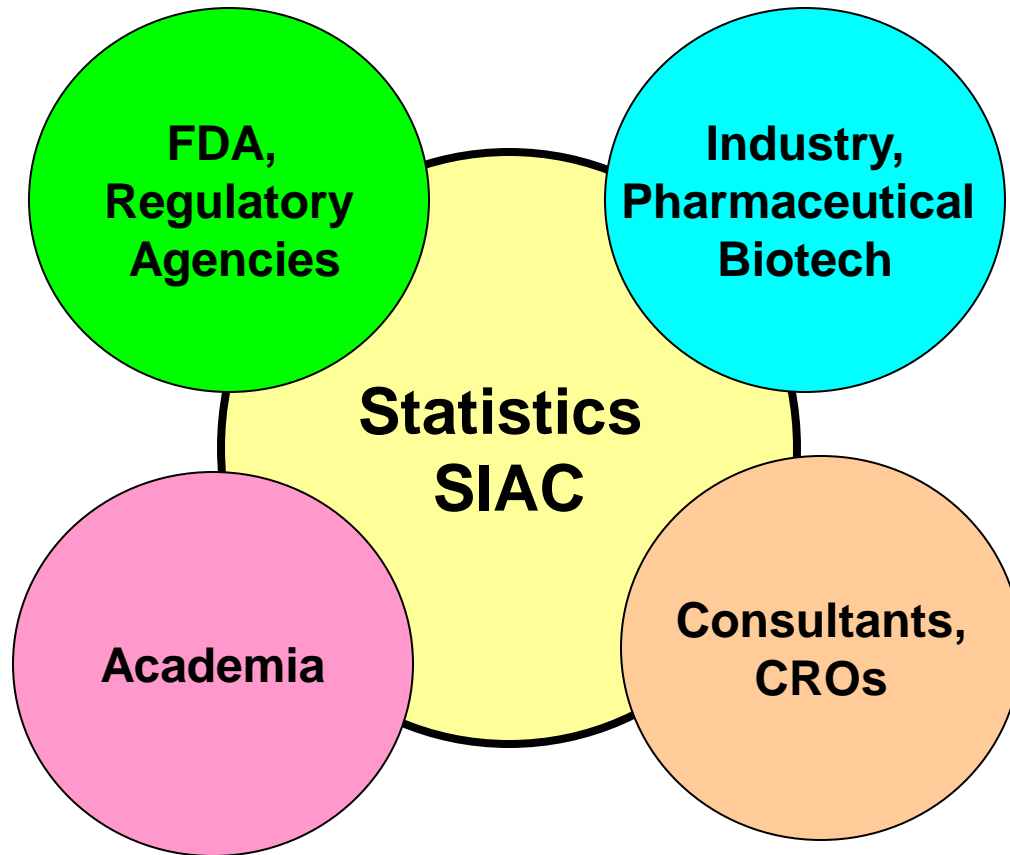 FDA,
Regulatory
Agencies
Industry,
Pharmaceutical
Biotech
Statistics
SIAC
Academia
Consultants,
CROs